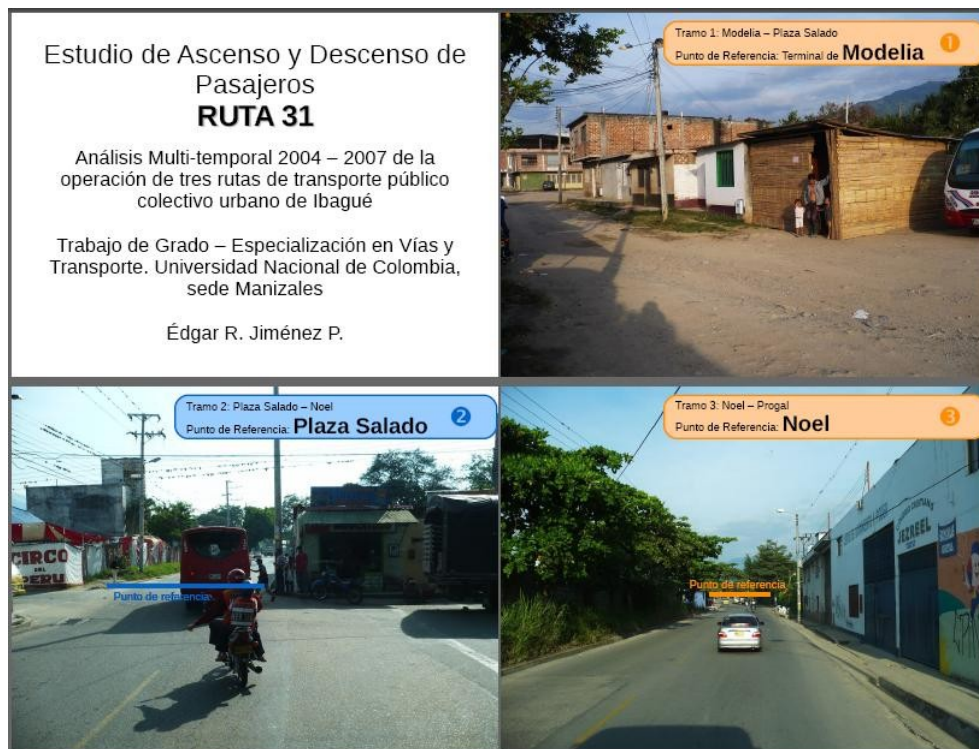 Estudio de Ascenso y Descenso de
Pasajeros
RUTA 31
Análisis Multi-temporal 2004 – 2007 de la
operación de tres rutas de transporte público
colectivo urbano de Ibagué
Trabajo de Grado – Especialización en Vías y
Transporte. Universidad Nacional de Colombia,
sede Manizales
Édgar R. Jiménez P.
Tramo 1: Modelia – Plaza Salado
Punto de Referencia: Terminal de Modelia
1
Tramo 2: Plaza Salado – Noel
Punto de Referencia: Plaza Salado
2
CIRCO
DEL
PERU
Punto de referencia
Tramo 3: Noel – Progal
Punto de Referencia: Noel
3
JEZREEL
Punto de referencia